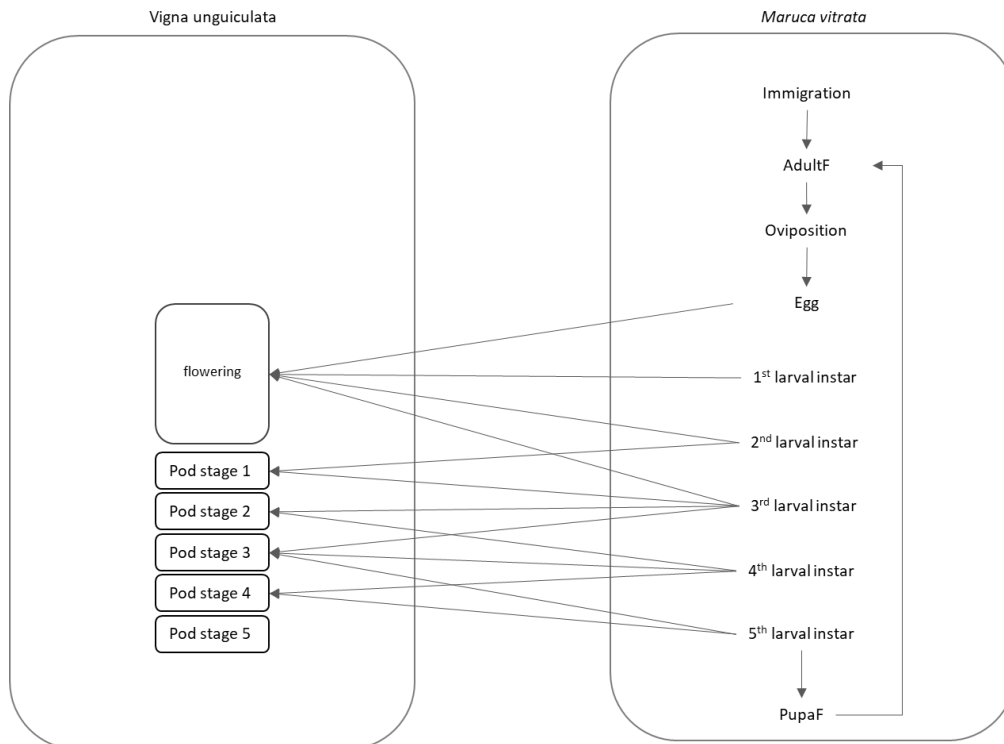 Vigna unguiculata
Maruca vitrata
Immigration
AdultF
Oviposition
Egg
flowering
1st larval instar
2nd larval instar
Pod stage 1
3rd larval instar
Pod stage 2
Pod stage 3
4th larval instar
Pod stage 4
Pod stage 5
5th larval instar
PupaF